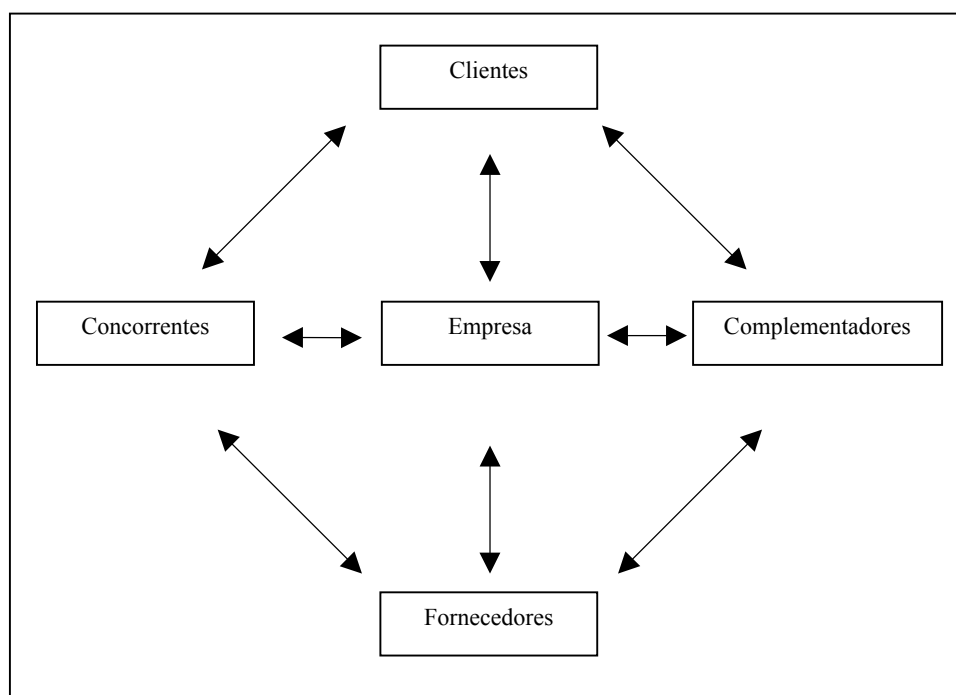 Clientes
Concorrentes
Empresa
Complementadores
Fornecedores